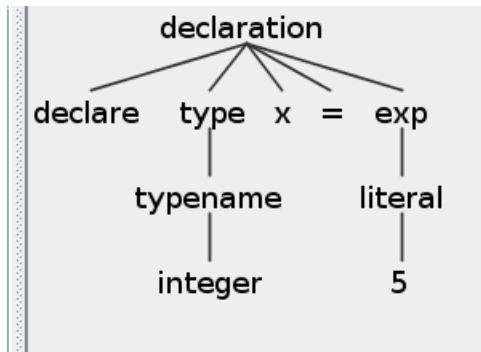 declaration
declare type x = exp
typename literal
integer 5